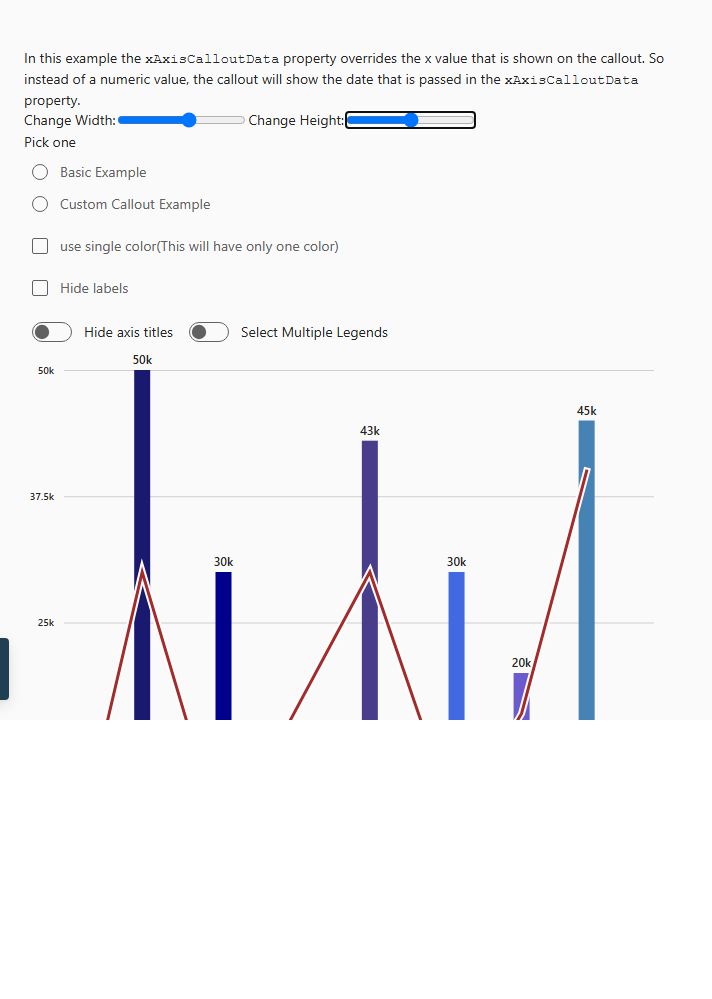 In this example the xAxisCalloutData property overrides the x value that is shown on the callout. So
instead of a numeric value, the callout will show the date that is passed in the xAxisCalloutData
property.
Change Width: Change Height:
Pick one
Basic Example
Custom Callout Example
use single color(This will have only one color)
Hide labels
Hide axis titles Select Multiple Legends
50k
50k
45k
43k
37.5k
30k 30k
25k
20k